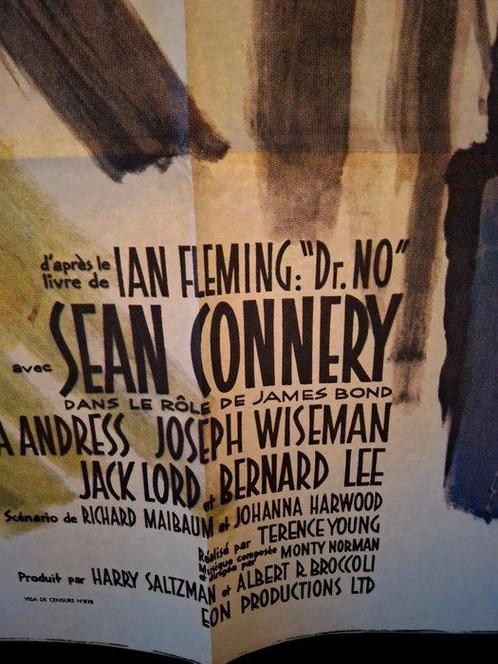 d'après le
livre de IAN FLEMING: "Dr. NO"
avec SEAN CONNERY
DANS LE RÔLE DE JAMES BOND
A ANDRESS JOSEPH WISEMAN
JACK LORD et BERNARD LEE
Scénario de RICHARD MAIBAUM et JOHANNA HARWOOD
Réalisé par TERENCE YOUNG
Musique composée et dirigée par MONTY NORMAN
Produit par HARRY SALTZMAN et ALBERT R. BROCCOLI
EON PRODUCTIONS LTD
VISA DE CENSURE N°